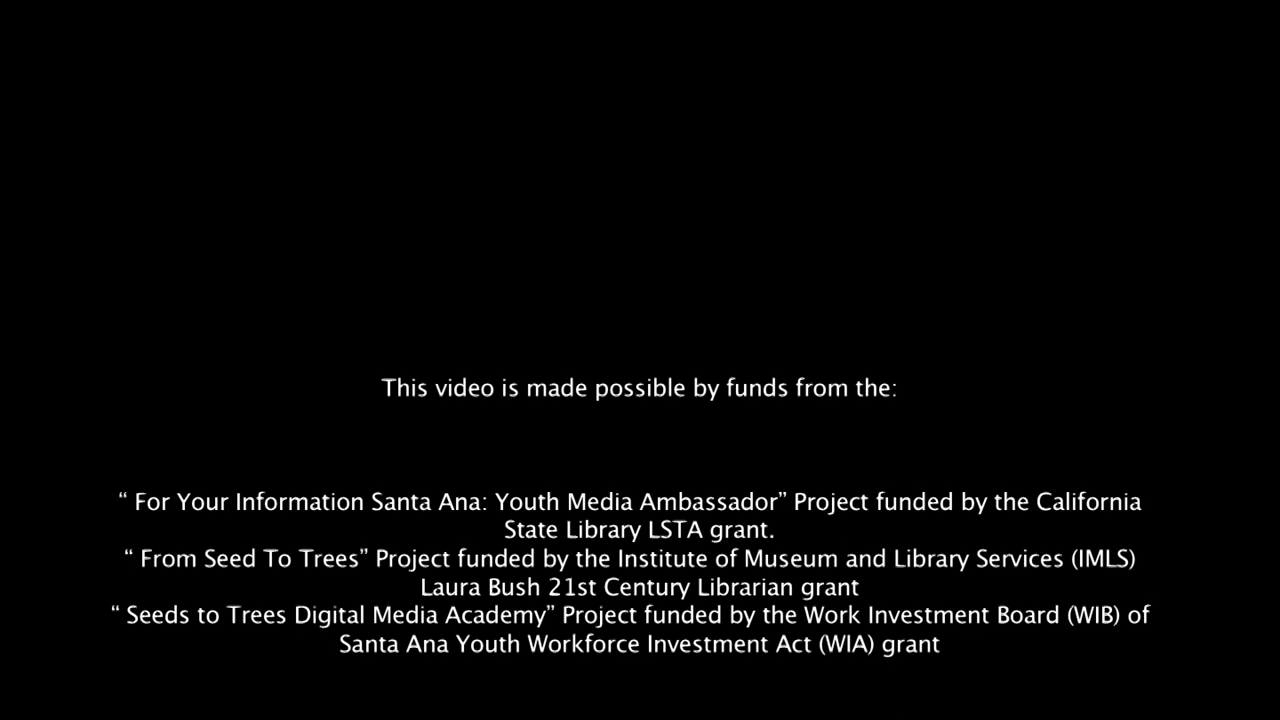 This video is made possible by funds from the:
“ For Your Information Santa Ana: Youth Media Ambassador” Project funded by the California
State Library LSTA grant.
“ From Seed To Trees” Project funded by the Institute of Museum and Library Services (IMLS)
Laura Bush 21st Century Librarian grant
“ Seeds to Trees Digital Media Academy” Project funded by the Work Investment Board (WIB) of
Santa Ana Youth Workforce Investment Act (WIA) grant